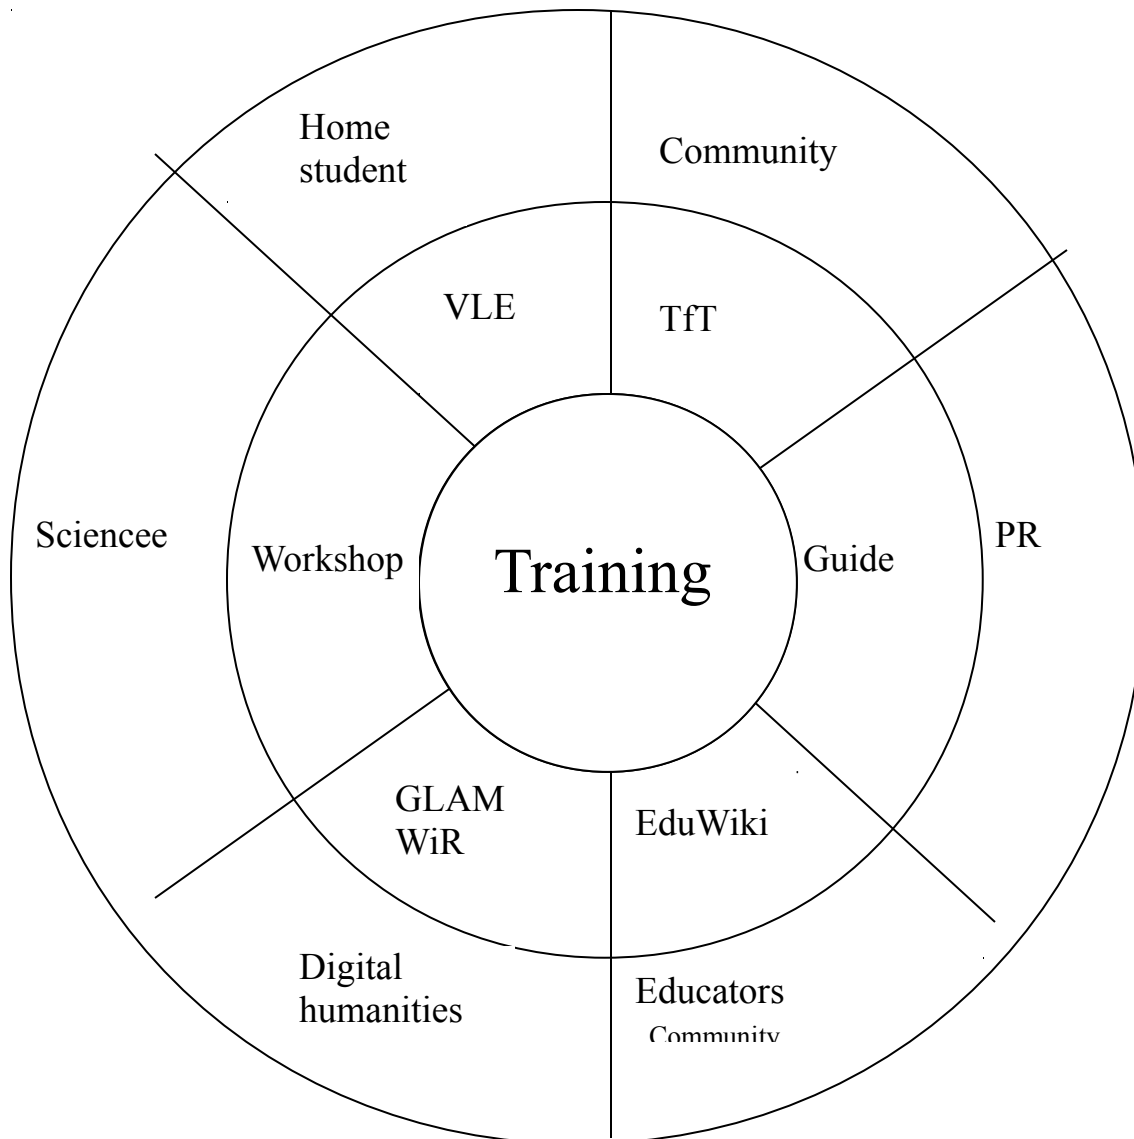 Home
student
Community
VLE
TfT
Sciencee
Workshop
Training
Guide
PR
GLAM
WiR
EduWiki
Digital
humanities
Educators
Community